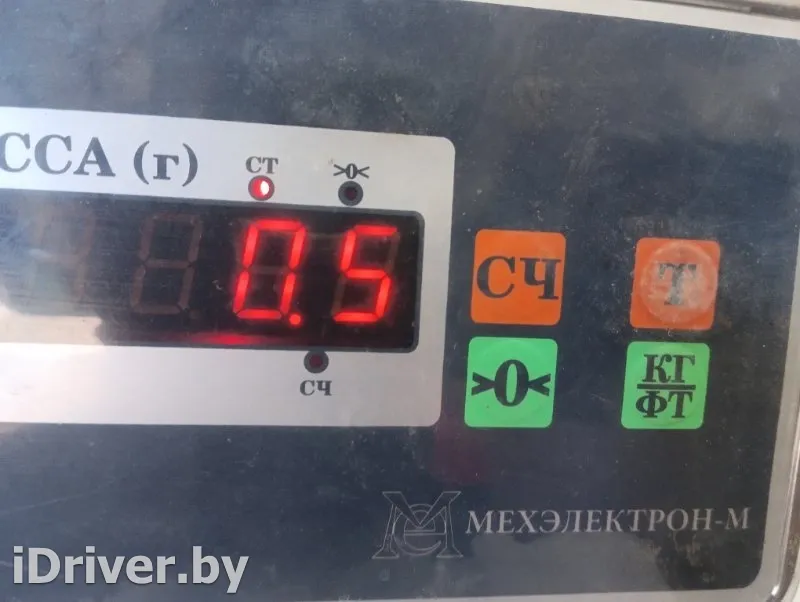 ССА (г)
СТ
>0<
0.5
СЧ
СЧ
Т
>0<
КГ
ФТ
МЕХЭЛЕКТРОН-М
iDriver.by